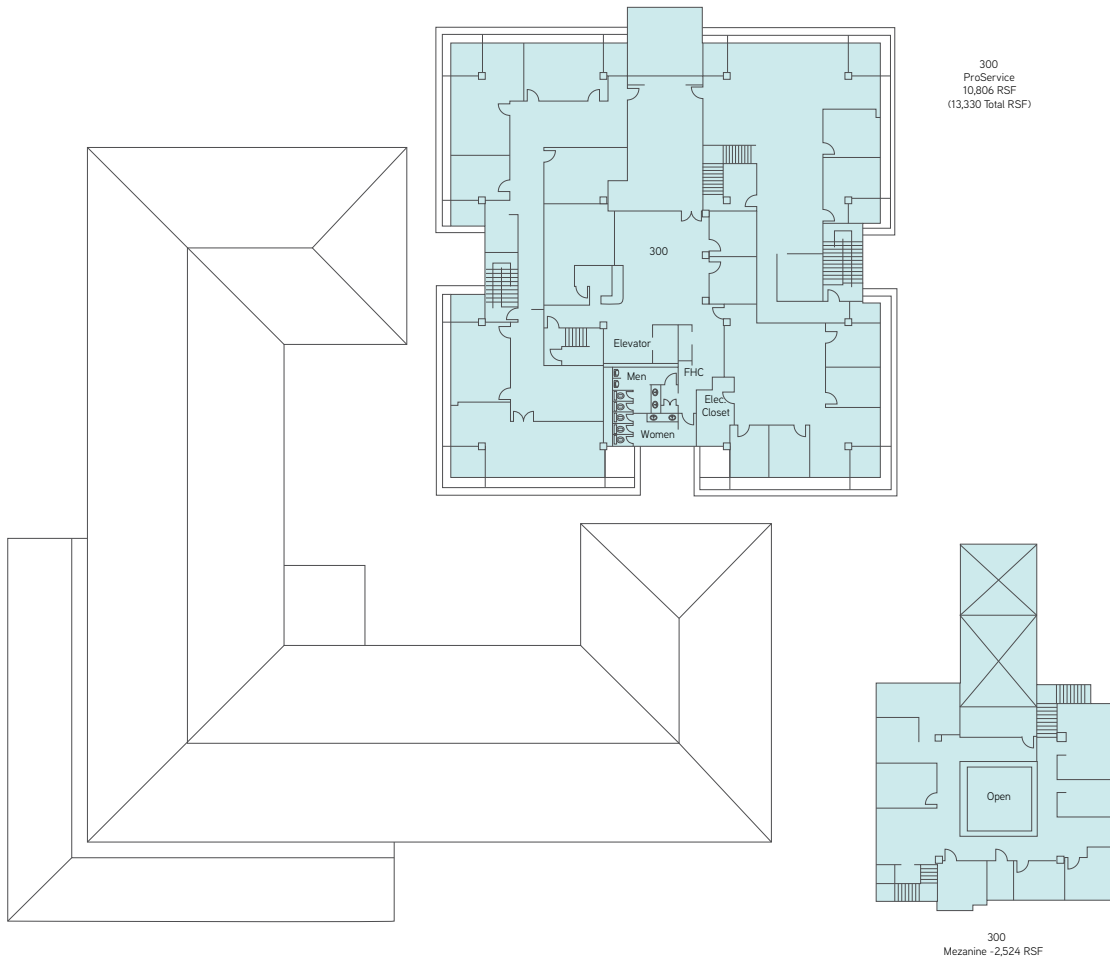 300
ProService
10,806 RSF
(13,330 Total RSF)
300
Elevator
Men
FHC
Elec.
Closet
Women
Open
300
Mezanine -2,524 RSF